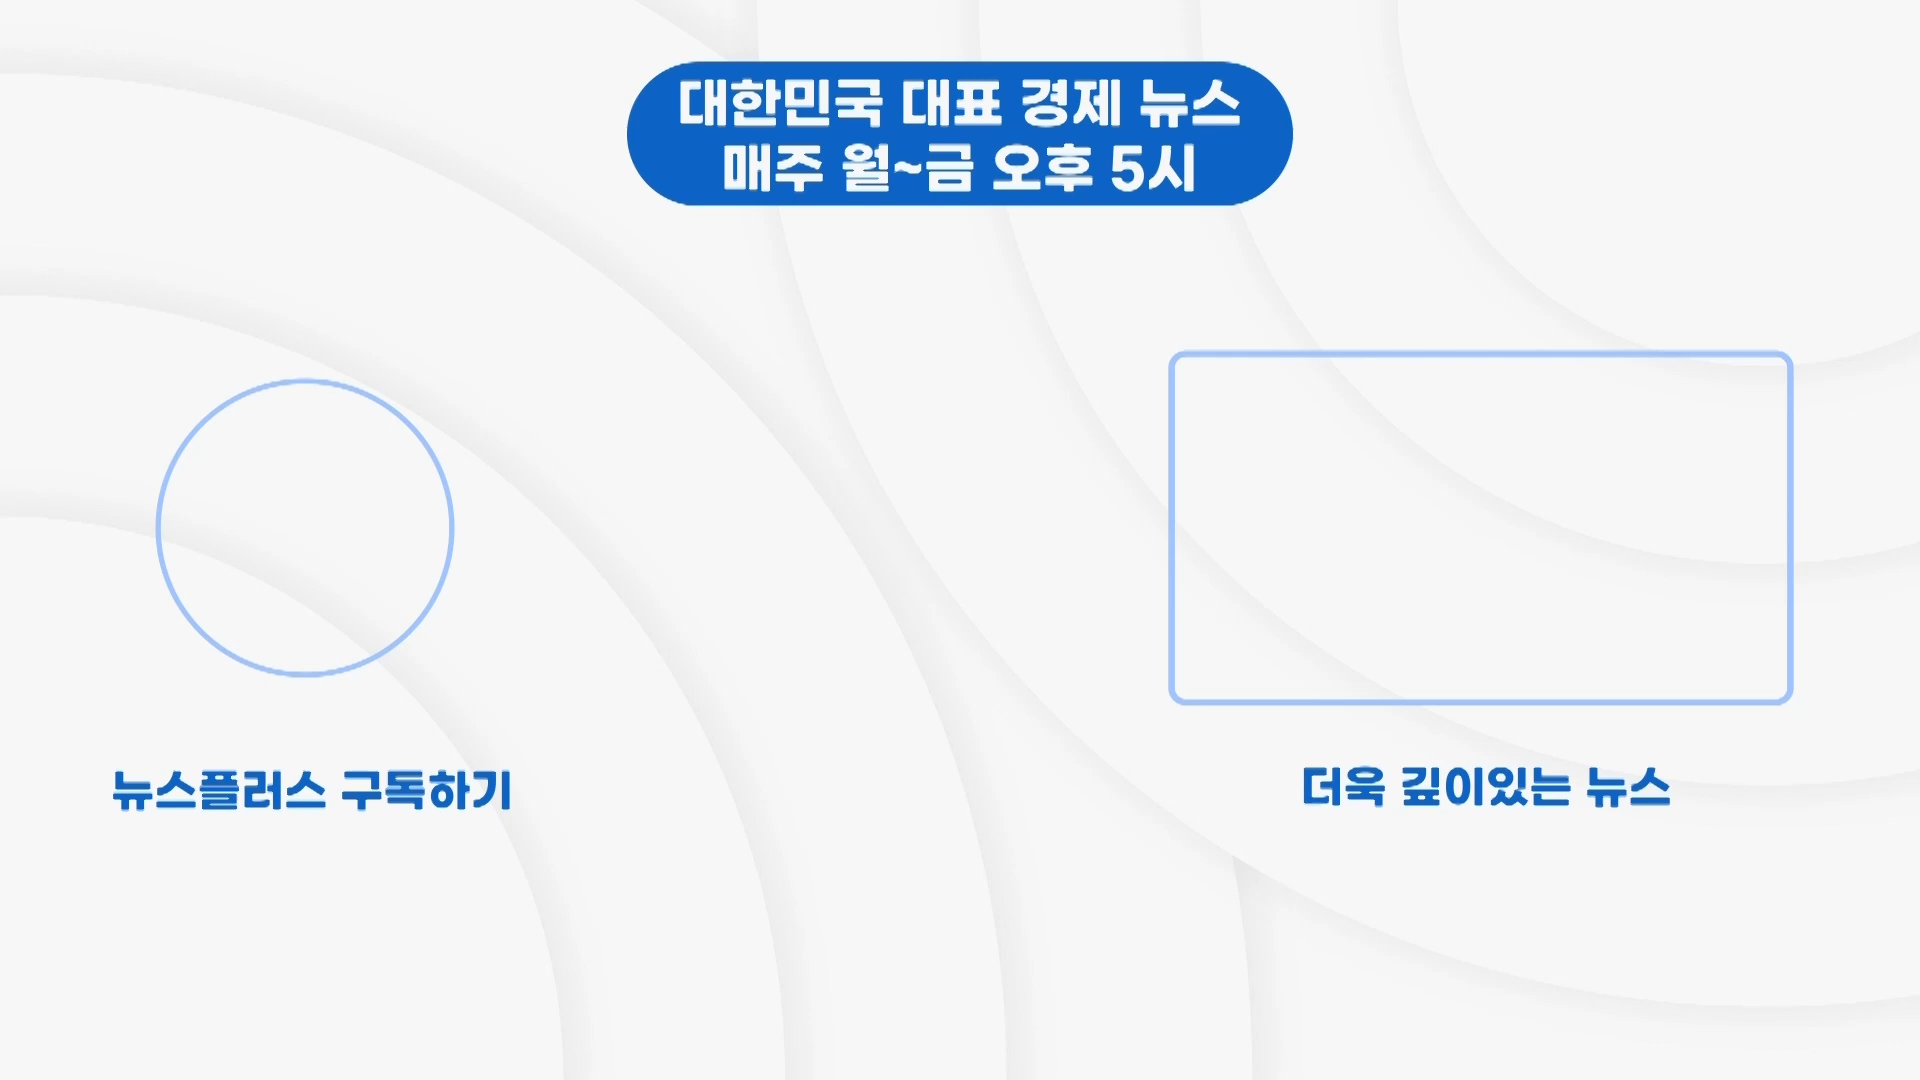 대한민국 대표 경제 뉴스
매주 월~금 오후 5시
뉴스플러스 구독하기
더욱 깊이있는 뉴스